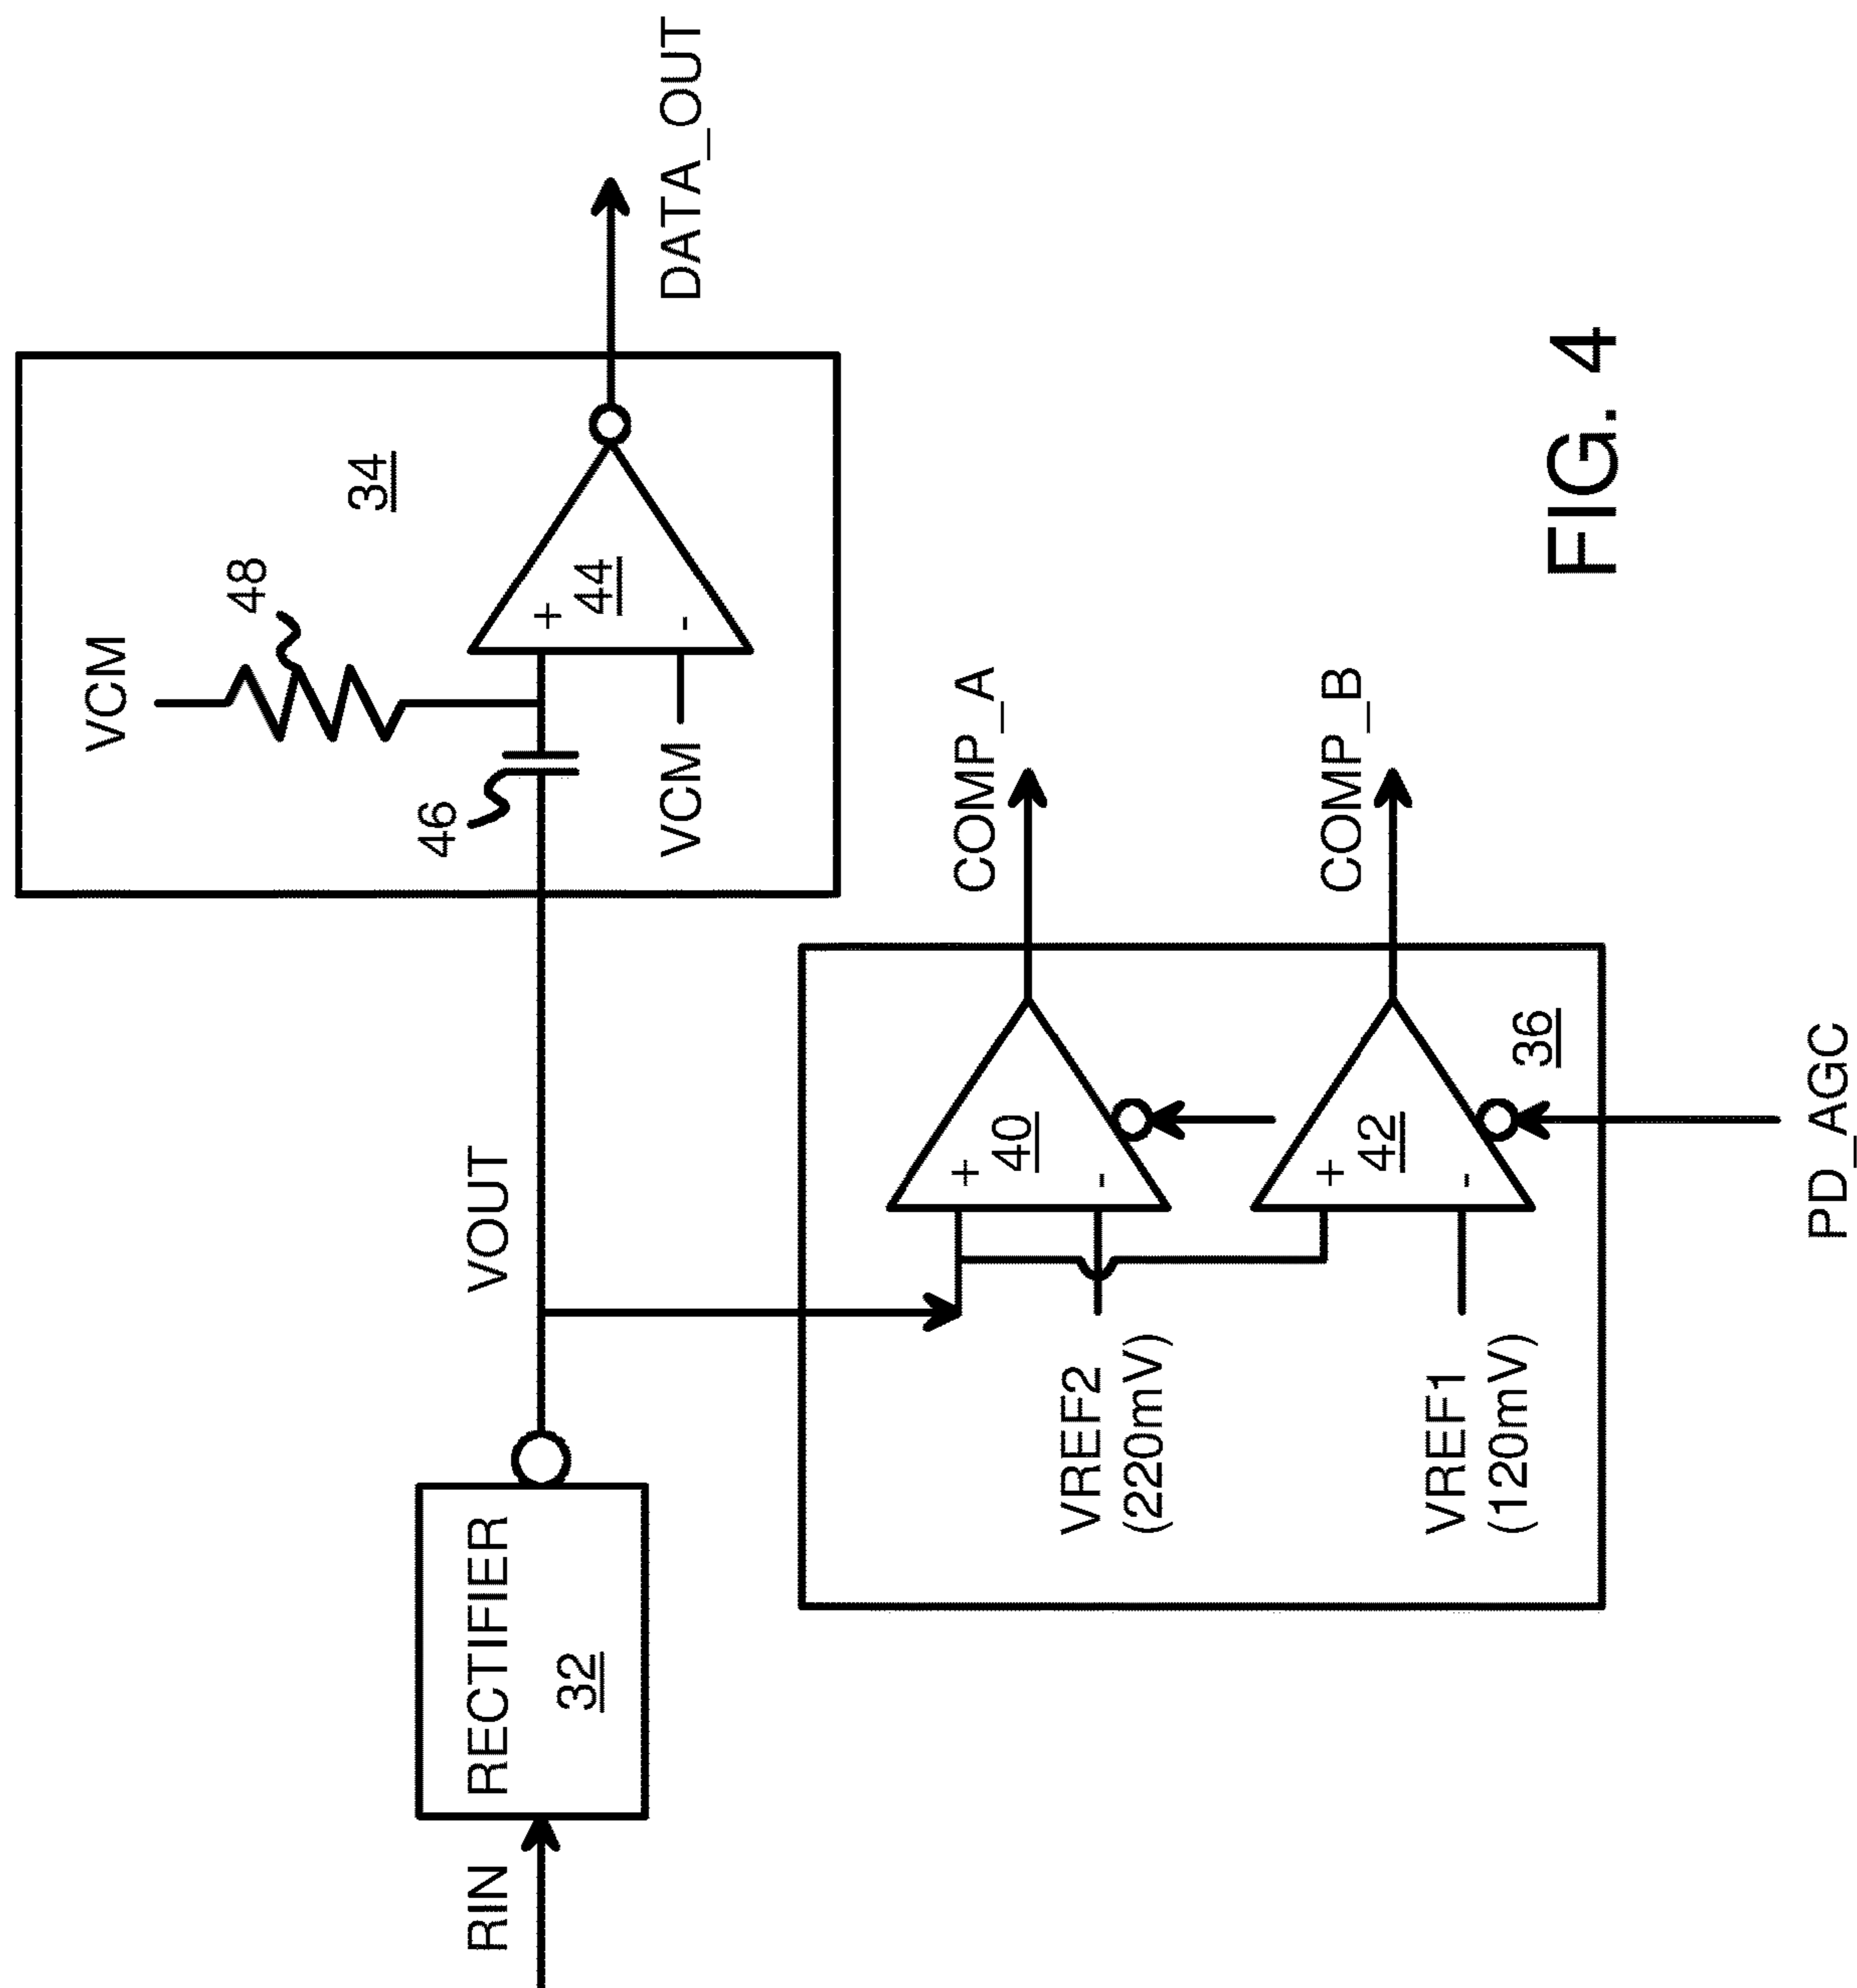 RIN
RECTIFIER
32
VOUT
VCM
48
34
46
+
44
VCM
-
DATA_OUT
+
40
-
VREF2
(220mV)
COMP_A
+
42
-
VREF1
(120mV)
COMP_B
36
PD_AGC
FIG. 4